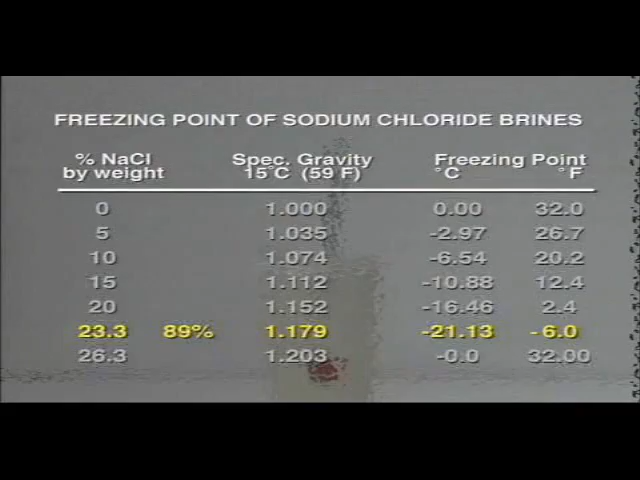 FREEZING POINT OF SODIUM CHLORIDE BRINES
% NaCl Spec. Gravity Freezing Point
by weight 15°C (59 F) °C °F
0 1.000 0.00 32.0
5 1.035 -2.97 26.7
10 1.074 -6.54 20.2
15 1.112 -10.88 12.4
20 1.152 -16.46 2.4
23.3 89% 1.179 -21.13 -6.0
26.3 1.203 -0.0 32.00